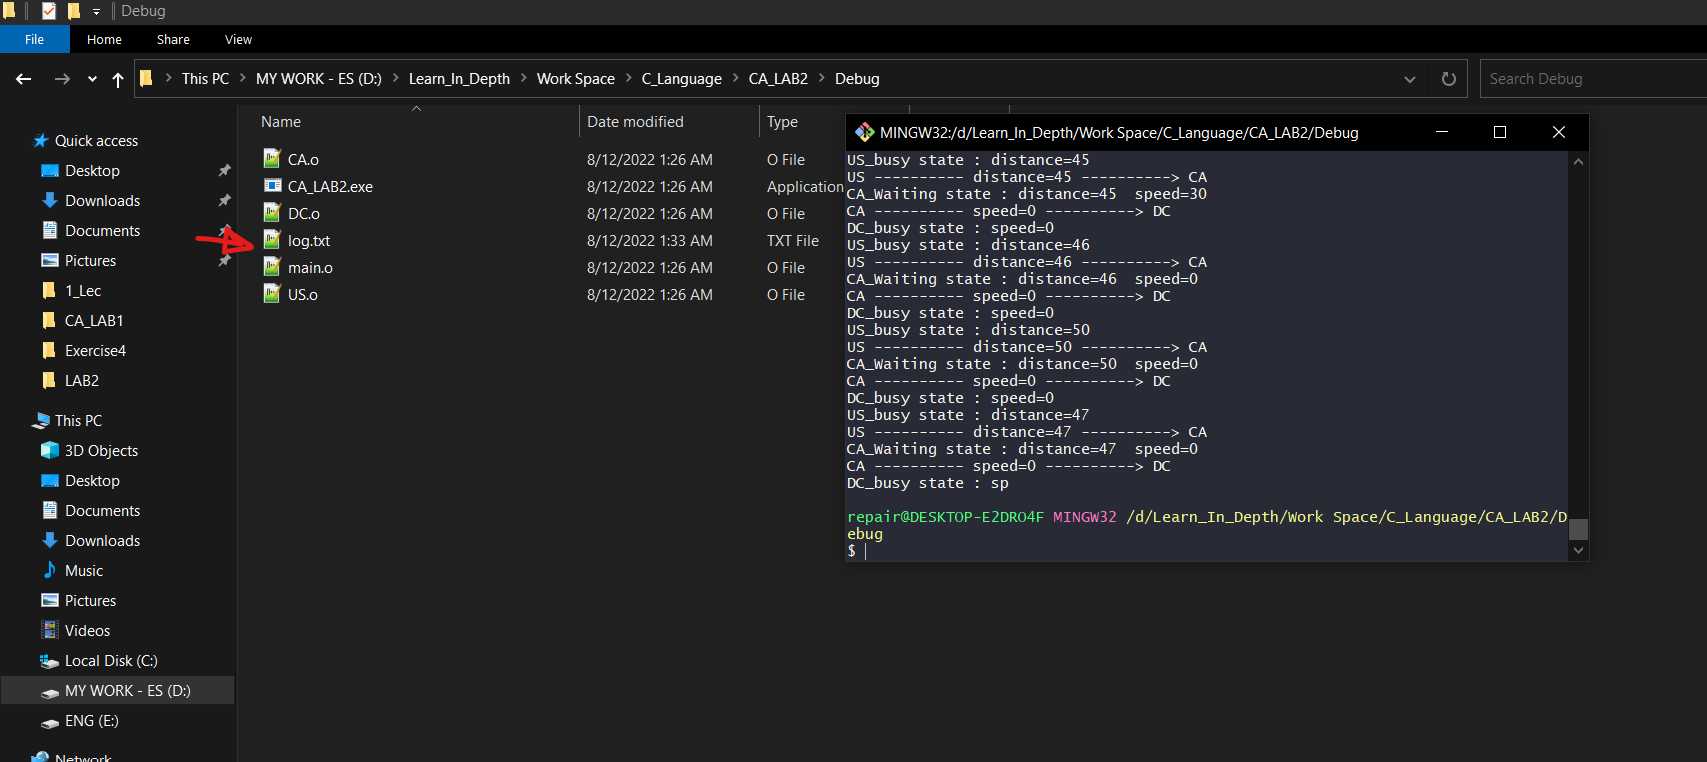 Debug
File Home Share View
This PC MY WORK - ES (D:) Learn_In_Depth Work Space C_Language CA_LAB2 Debug
Search Debug
Quick access
Desktop
Downloads
Documents
Pictures
1_Lec
CA_LAB1
Exercise4
LAB2
This PC
3D Objects
Desktop
Documents
Downloads
Music
Pictures
Videos
Local Disk (C:)
MY WORK - ES (D:)
ENG (E:)
Network
Name Date modified Type
CA.o 8/12/2022 1:26 AM O File
CA_LAB2.exe 8/12/2022 1:26 AM Application
DC.o 8/12/2022 1:26 AM O File
log.txt 8/12/2022 1:33 AM TXT File
main.o 8/12/2022 1:26 AM O File
US.o 8/12/2022 1:26 AM O File
MINGW32:/d/Learn_In_Depth/Work Space/C_Language/CA_LAB2/Debug
US_busy state : distance=45
US ---------- distance=45 ----------> CA
CA_Waiting state : distance=45  speed=30
CA ---------- speed=0 ----------> DC
DC_busy state : speed=0
US_busy state : distance=46
US ---------- distance=46 ----------> CA
CA_Waiting state : distance=46  speed=0
CA ---------- speed=0 ----------> DC
DC_busy state : speed=0
US_busy state : distance=50
US ---------- distance=50 ----------> CA
CA_Waiting state : distance=50  speed=0
CA ---------- speed=0 ----------> DC
DC_busy state : speed=0
US_busy state : distance=47
US ---------- distance=47 ----------> CA
CA_Waiting state : distance=47  speed=0
CA ---------- speed=0 ----------> DC
DC_busy state : sp
repair@DESKTOP-E2DRO4F MINGW32 /d/Learn_In_Depth/Work Space/C_Language/CA_LAB2/D
ebug
$